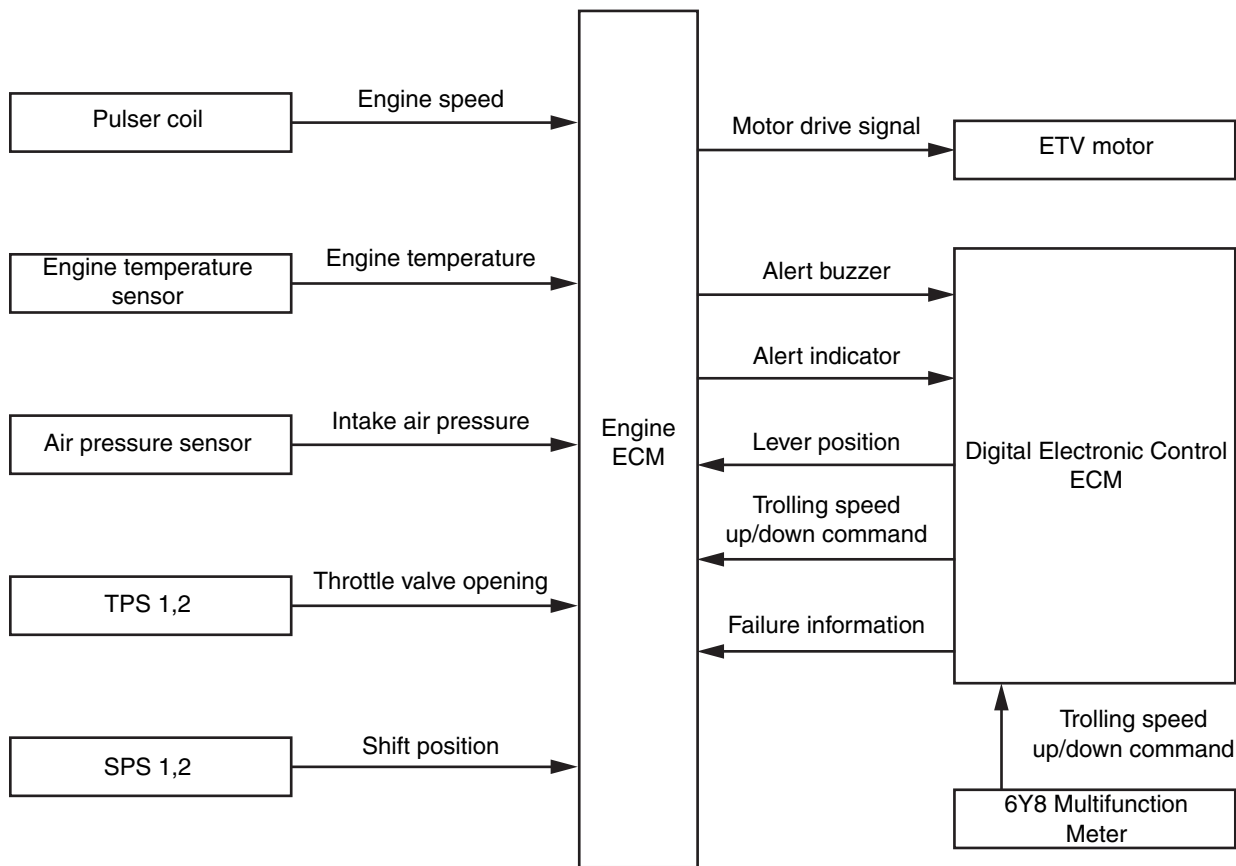 Pulser coil
Engine speed
Engine temperature
sensor
Engine temperature
Air pressure sensor
Intake air pressure
TPS 1,2
Throttle valve opening
SPS 1,2
Shift position
Engine
ECM
Motor drive signal
ETV motor
Alert buzzer
Alert indicator
Lever position
Trolling speed
up/down command
Failure information
Digital Electronic Control
ECM
Trolling speed
up/down command
6Y8 Multifunction
Meter